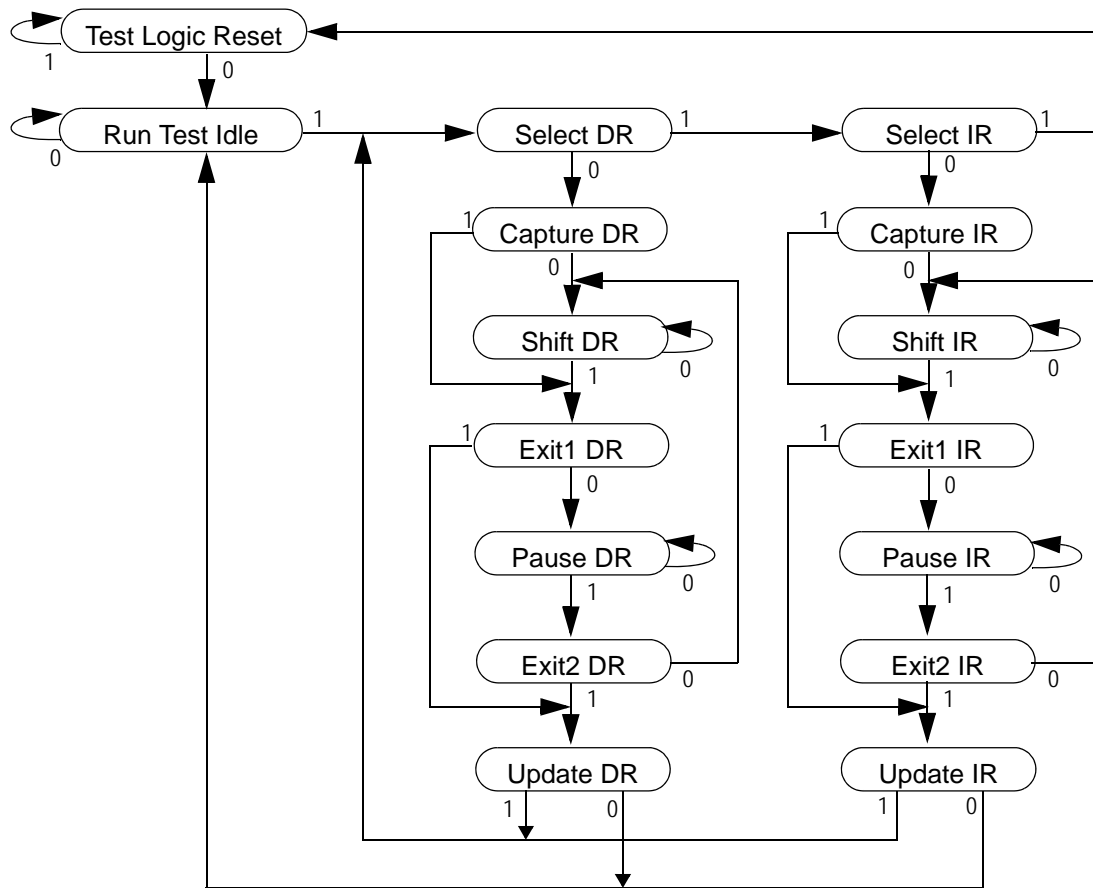 Test Logic Reset
1
0
Run Test Idle
1
Select DR
1
Select IR
1
0
0
0
1
Capture DR
1
Capture IR
0
0
Shift DR
Shift IR
0
0
1
1
1
Exit1 DR
1
Exit1 IR
0
0
Pause DR
Pause IR
0
0
1
1
Exit2 DR
Exit2 IR
0
0
1
1
Update DR
Update IR
1
0
1
0